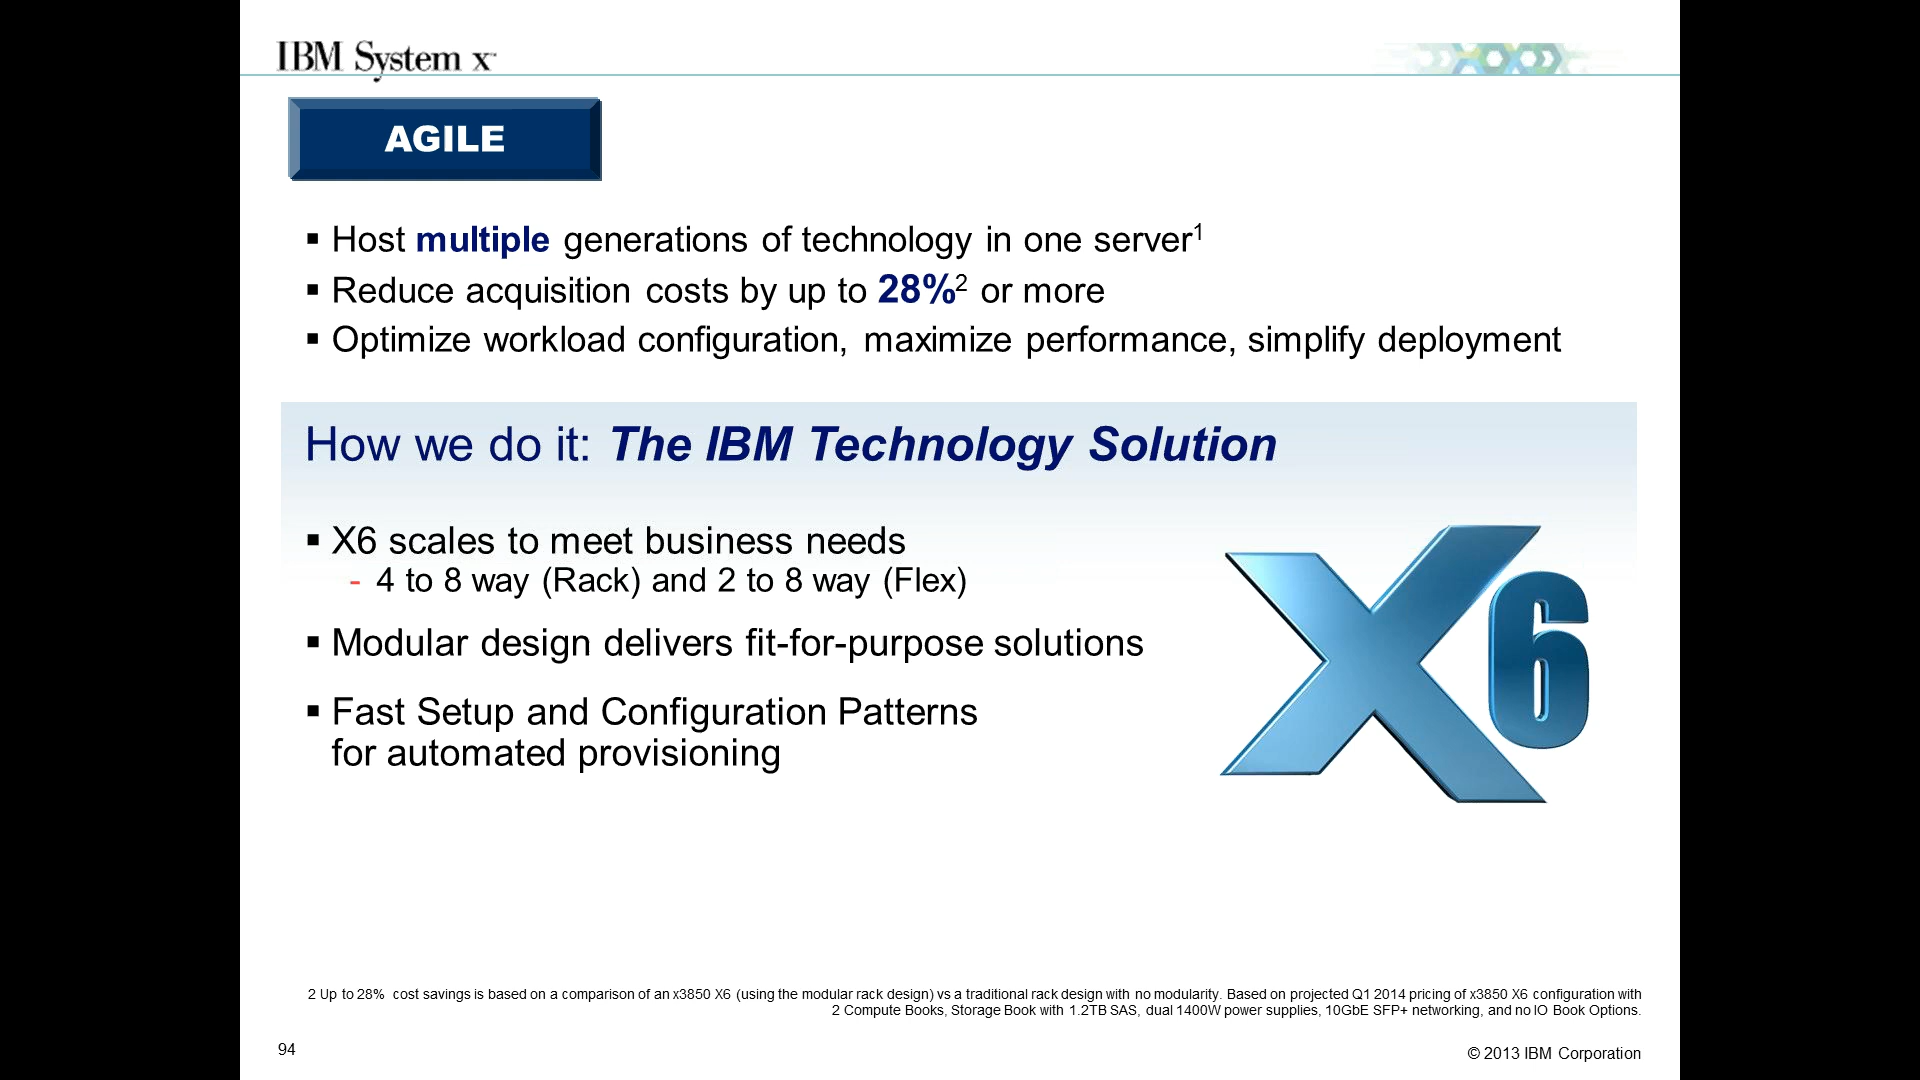 IBM System x™
AGILE
▪ Host multiple generations of technology in one server1
▪ Reduce acquisition costs by up to 28%2 or more
▪ Optimize workload configuration, maximize performance, simplify deployment
How we do it: The IBM Technology Solution
▪ X6 scales to meet business needs
- 4 to 8 way (Rack) and 2 to 8 way (Flex)
▪ Modular design delivers fit-for-purpose solutions
▪ Fast Setup and Configuration Patterns
for automated provisioning
X6
2 Up to 28% cost savings is based on a comparison of an x3850 X6 (using the modular rack design) vs a traditional rack design with no modularity. Based on projected Q1 2014 pricing of x3850 X6 configuration with
2 Compute Books, Storage Book with 1.2TB SAS, dual 1400W power supplies, 10GbE SFP+ networking, and no IO Book Options.
94
© 2013 IBM Corporation